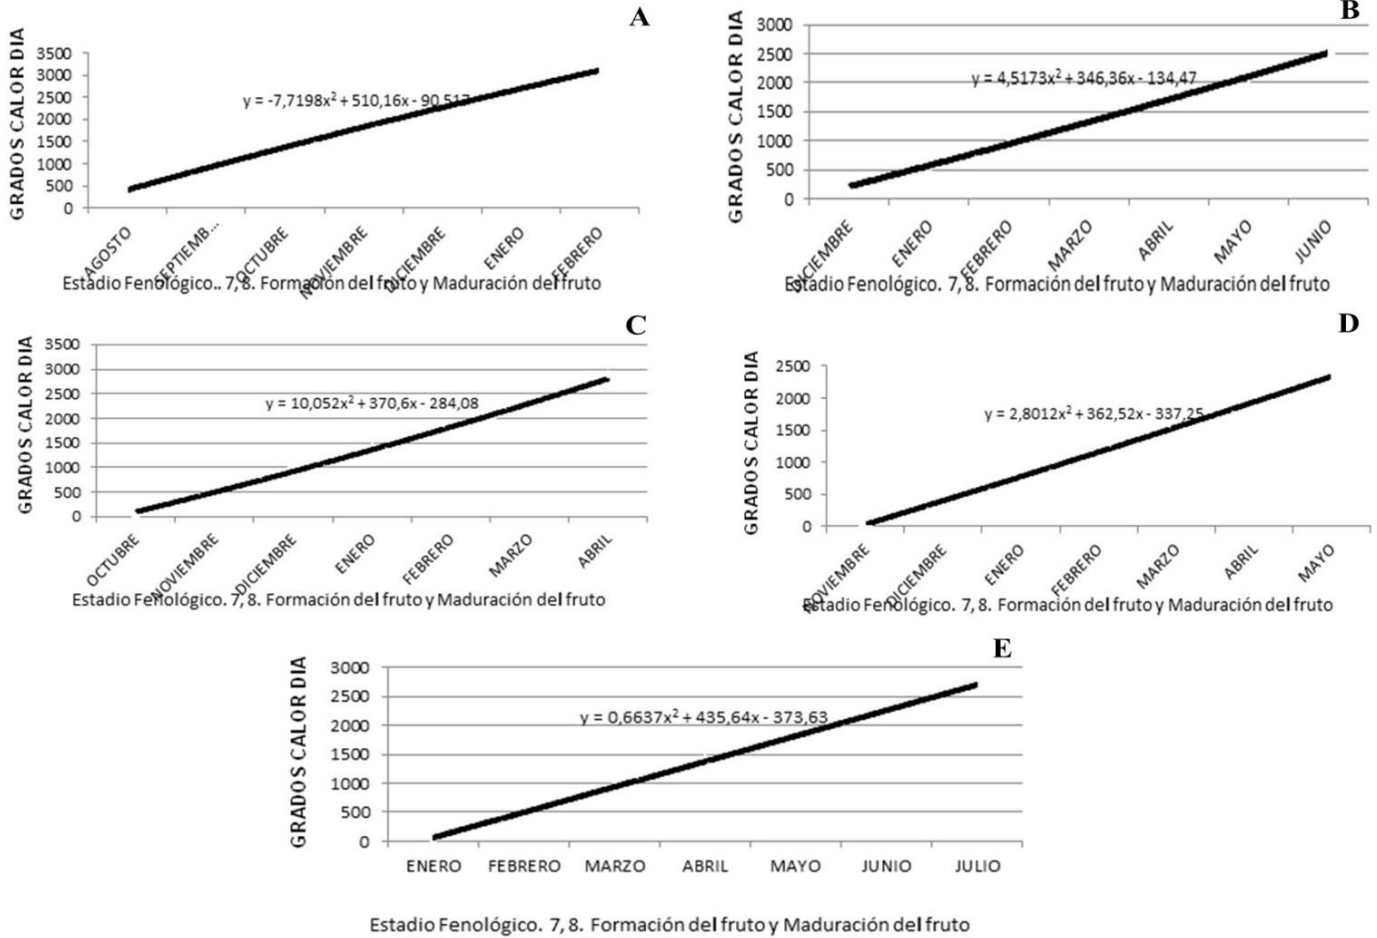 A
GRADOS CALOR DIA
3500
3000
2500
2000
1500
1000
500
0
y = -7,7198x² + 510,16x - 90,517
AGOSTO
SEPTIEMB...
OCTUBRE
NOVIEMBRE
DICIEMBRE
ENERO
FEBRERO
Estadio Fenológico.. 7, 8. Formación del fruto y Maduración del fruto
B
GRADOS CALOR DIA
3000
2500
2000
1500
1000
500
0
y = 4,5173x² + 346,36x - 134,47
DICIEMBRE
ENERO
FEBRERO
MARZO
ABRIL
MAYO
JUNIO
Estadio Fenológico. 7, 8. Formación del fruto y Maduración del fruto
C
GRADOS CALOR DIA
3500
3000
2500
2000
1500
1000
500
0
y = 10,052x² + 370,6x - 284,08
OCTUBRE
NOVIEMBRE
DICIEMBRE
ENERO
FEBRERO
MARZO
ABRIL
Estadio Fenológico. 7, 8. Formación del fruto y Maduración del fruto
D
GRADOS CALOR DIA
2500
2000
1500
1000
500
0
y = 2,8012x² + 362,52x - 337,25
NOVIEMBRE
DICIEMBRE
ENERO
FEBRERO
MARZO
ABRIL
MAYO
Estadio Fenológico. 7, 8. Formación del fruto y Maduración del fruto
E
GRADOS CALOR DIA
3000
2500
2000
1500
1000
500
0
y = 0,6637x² + 435,64x - 373,63
ENERO
FEBRERO
MARZO
ABRIL
MAYO
JUNIO
JULIO
Estadio Fenológico. 7, 8. Formación del fruto y Maduración del fruto